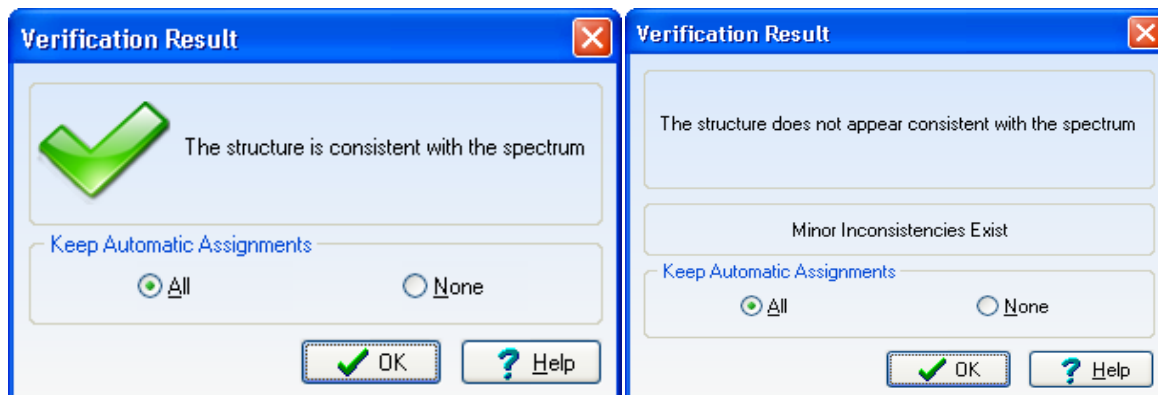 Verification Result
The structure is consistent with the spectrum
Keep Automatic Assignments
All
None
OK
Help
Verification Result
The structure does not appear consistent with the spectrum
Minor Inconsistencies Exist
Keep Automatic Assignments
All
None
OK
Help